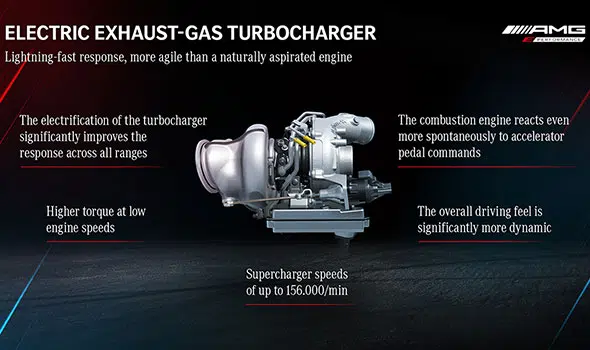 ELECTRIC EXHAUST-GAS TURBOCHARGER
Lightning-fast response, more agile than a naturally aspirated engine
AMG
E PERFORMANCE
The electrification of the turbocharger
significantly improves the
response across all ranges
The combustion engine reacts even
more spontaneously to accelerator
pedal commands
Higher torque at low
engine speeds
The overall driving feel is
significantly more dynamic
Supercharger speeds
of up to 156.000/min